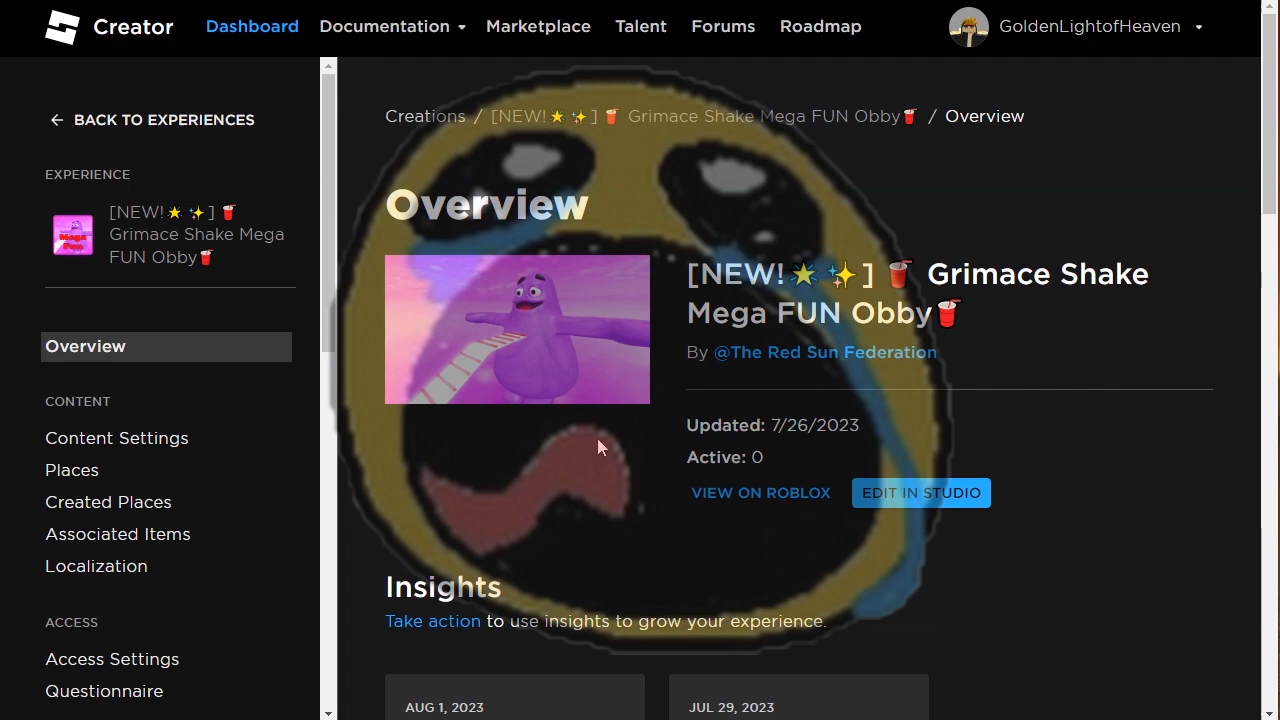 Creator Dashboard Documentation Marketplace Talent Forums Roadmap GoldenLightofHeaven
← BACK TO EXPERIENCES
EXPERIENCE
[NEW!🌟✨] 🥤
Grimace Shake Mega
FUN Obby🥤
Overview
CONTENT
Content Settings
Places
Created Places
Associated Items
Localization
ACCESS
Access Settings
Questionnaire
Creations / [NEW!🌟✨] 🥤 Grimace Shake Mega FUN Obby🥤 / Overview
Overview
[NEW!🌟✨] 🥤 Grimace Shake
Mega FUN Obby🥤
By @The Red Sun Federation
Updated: 7/26/2023
Active: 0
VIEW ON ROBLOX EDIT IN STUDIO
Insights
Take action to use insights to grow your experience.
AUG 1, 2023 JUL 29, 2023
Mega
Fun